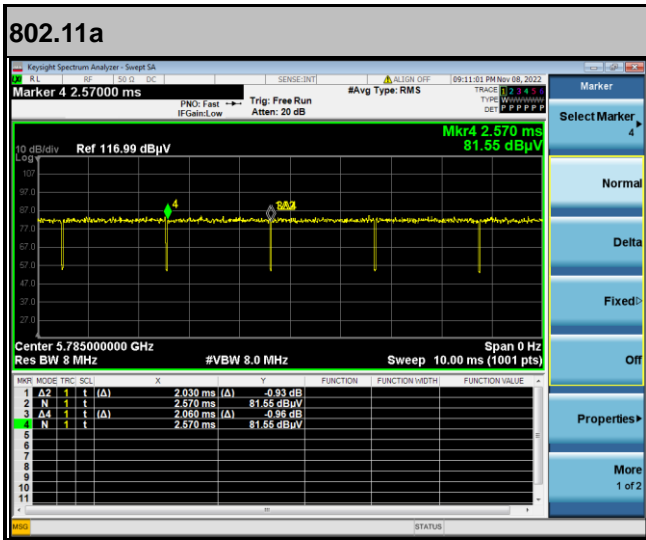 802.11a
Keysight Spectrum Analyzer - Swept SA
RL RF 50 Ω DC SENSE:INT ALIGN OFF 09:11:01 PM Nov 08, 2022
Marker 4 2.57000 ms
PNO: Fast
IFGain:Low
Trig: Free Run
Atten: 20 dB
#Avg Type: RMS
TRACE 1 2 3 4 5 6
TYPE WWWWWW
DET P P P P P P
Mkr4 2.570 ms
81.55 dBµV
10 dB/div Ref 116.99 dBµV
Log
107
97.0
87.0
77.0
67.0
57.0
47.0
37.0
27.0
4
Center 5.785000000 GHz Span 0 Hz
Res BW 8 MHz #VBW 8.0 MHz Sweep 10.00 ms (1001 pts)
MKR MODE TRC SCL X Y FUNCTION FUNCTION WIDTH FUNCTION VALUE
1 Δ2 1 t (Δ) 2.030 ms (Δ) -0.93 dB
2 N 1 t 2.570 ms 81.55 dBµV
3 Δ4 1 t (Δ) 2.060 ms (Δ) -0.96 dB
4 N 1 t 2.570 ms 81.55 dBµV
5
6
7
8
9
10
11
MSG STATUS
Marker
Select Marker
4
Normal
Delta
Fixed
Off
Properties
More
1 of 2